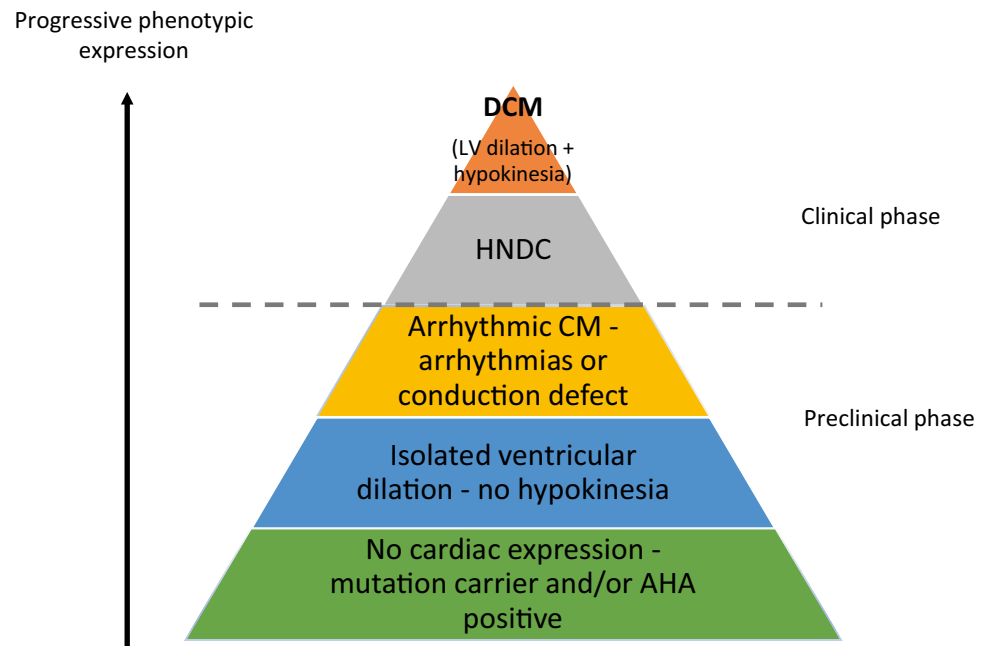 Progressive phenotypic
expression
DCM
(LV dilation +
hypokinesia)
Clinical phase
HNDC
Arrhythmic CM -
arrhythmias or
conduction defect
Preclinical phase
Isolated ventricular
dilation - no hypokinesia
No cardiac expression -
mutation carrier and/or AHA
positive